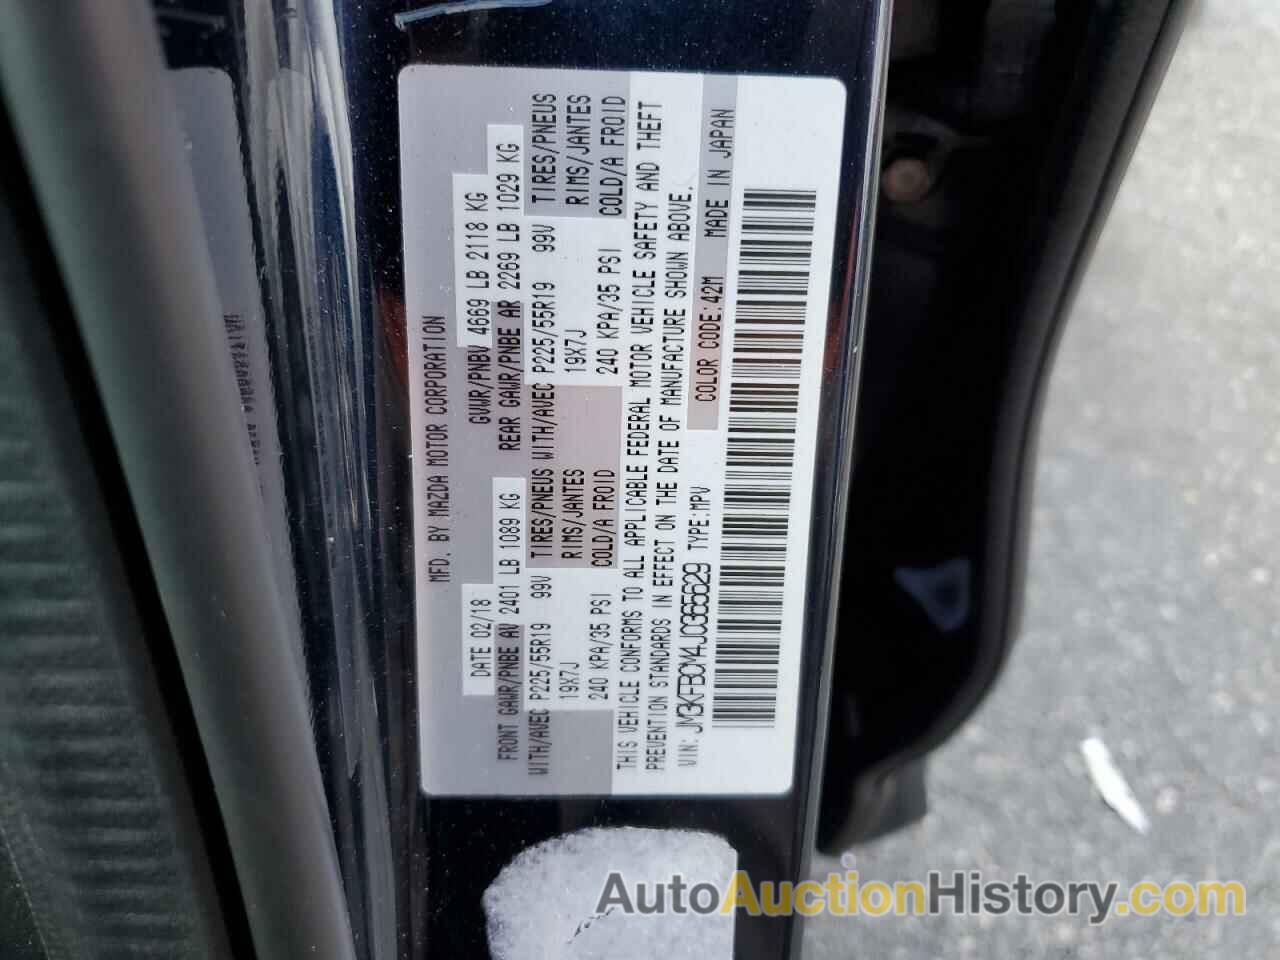 MFD. BY MAZDA MOTOR CORPORATION
DATE 02/18 GVWR/PNBV 4669 LB 2118 KG
FRONT GAWR/PNBE AV 2401 LB 1089 KG REAR GAWR/PNBE AR 2269 LB 1029 KG
WITH/AVEC P225/55R19 99V TIRES/PNEUS WITH/AVEC P225/55R19 99V TIRES/PNEUS
19X7J RIMS/JANTES 19X7J RIMS/JANTES
240 KPA/35 PSI COLD/A FROID 240 KPA/35 PSI COLD/A FROID
THIS VEHICLE CONFORMS TO ALL APPLICABLE FEDERAL MOTOR VEHICLE SAFETY AND THEFT
PREVENTION STANDARDS IN EFFECT ON THE DATE OF MANUFACTURE SHOWN ABOVE.
VIN: JM3KFBCM4J0365629 TYPE:MPV COLOR CODE:42M MADE IN JAPAN
AutoAuctionHistory.com